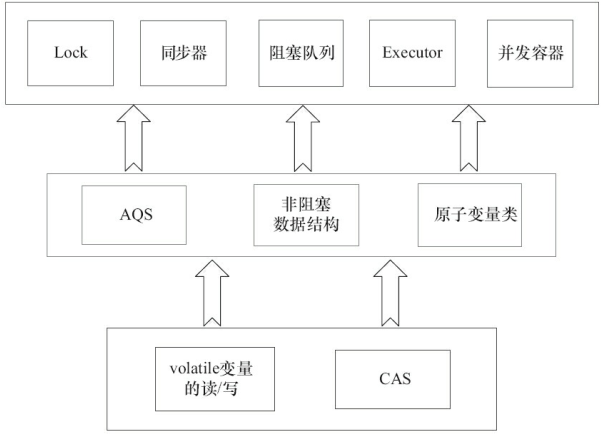 Lock
同步器
阻塞队列
Executor
并发容器
AQS
非阻塞
数据结构
原子变量类
volatile变量
的读/写
CAS